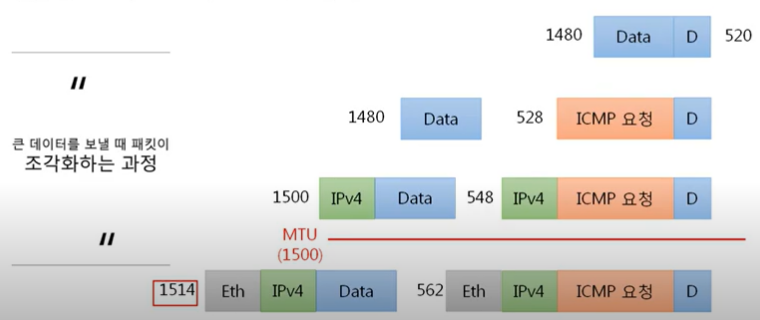 1480 Data D 520
"
1480 Data 528 ICMP 요청 D
큰 데이터를 보낼 때 패킷이
조각화하는 과정
1500 IPv4 Data 548 IPv4 ICMP 요청 D
"
MTU
(1500)
1514 Eth IPv4 Data 562 Eth IPv4 ICMP 요청 D